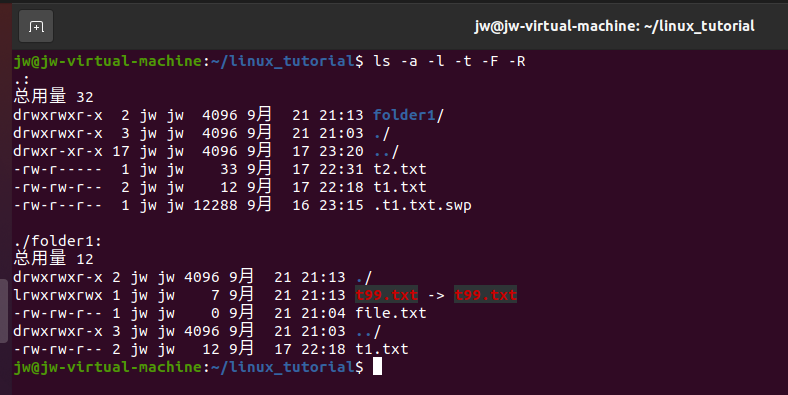 jw@jw-virtual-machine: ~/linux_tutorial
jw@jw-virtual-machine:~/linux_tutorial$ ls -a -l -t -F -R
.:
总用量 32
drwxrwxr-x  2 jw jw  4096 9月  21 21:13 folder1/
drwxrwxr-x  3 jw jw  4096 9月  21 21:03 ./
drwxr-xr-x 17 jw jw  4096 9月  17 23:20 ../
-rw-r-----  1 jw jw    33 9月  17 22:31 t2.txt
-rw-rw-r--  2 jw jw    12 9月  17 22:18 t1.txt
-rw-r--r--  1 jw jw 12288 9月  16 23:15 .t1.txt.swp
./folder1:
总用量 12
drwxrwxr-x 2 jw jw 4096 9月  21 21:13 ./
lrwxrwxrwx 1 jw jw    7 9月  21 21:13 t99.txt -> t99.txt
-rw-rw-r-- 1 jw jw    0 9月  21 21:04 file.txt
drwxrwxr-x 3 jw jw 4096 9月  21 21:03 ../
-rw-rw-r-- 2 jw jw   12 9月  17 22:18 t1.txt
jw@jw-virtual-machine:~/linux_tutorial$